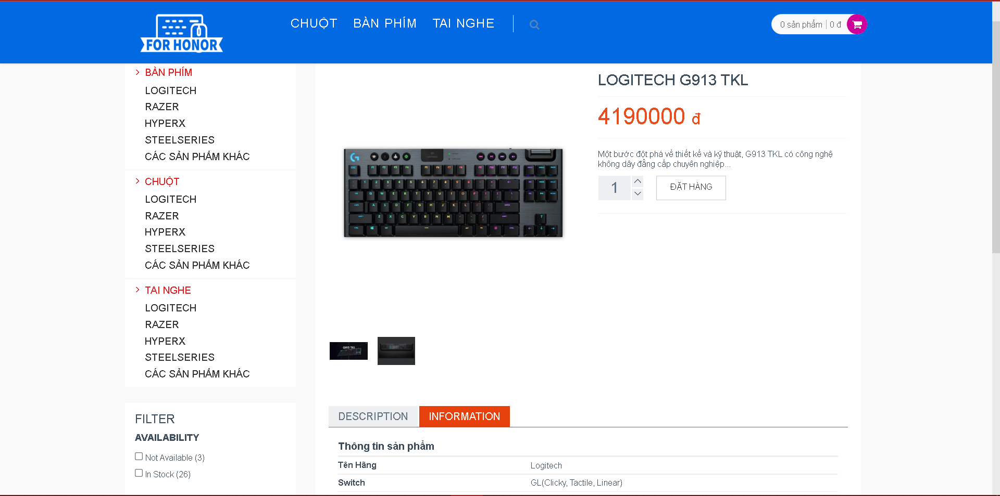 FOR HONOR
CHUỘT
BÀN PHÍM
TAI NGHE
0 sản phẩm
0 đ
BÀN PHÍM
LOGITECH
RAZER
HYPERX
STEELSERIES
CÁC SẢN PHẨM KHÁC
CHUỘT
LOGITECH
RAZER
HYPERX
STEELSERIES
CÁC SẢN PHẨM KHÁC
TAI NGHE
LOGITECH
RAZER
HYPERX
STEELSERIES
CÁC SẢN PHẨM KHÁC
FILTER
AVAILABILITY
Not Available (3)
In Stock (26)
LOGITECH G913 TKL
4190000 đ
Một bước đột phá về thiết kế và kỹ thuật, G913 TKL có công nghệ
không dây đẳng cấp chuyên nghiệp...
1
ĐẶT HÀNG
G913 TKL
DESCRIPTION
INFORMATION
Thông tin sản phẩm
Tên Hãng
Logitech
Switch
GL(Clicky, Tactile, Linear)